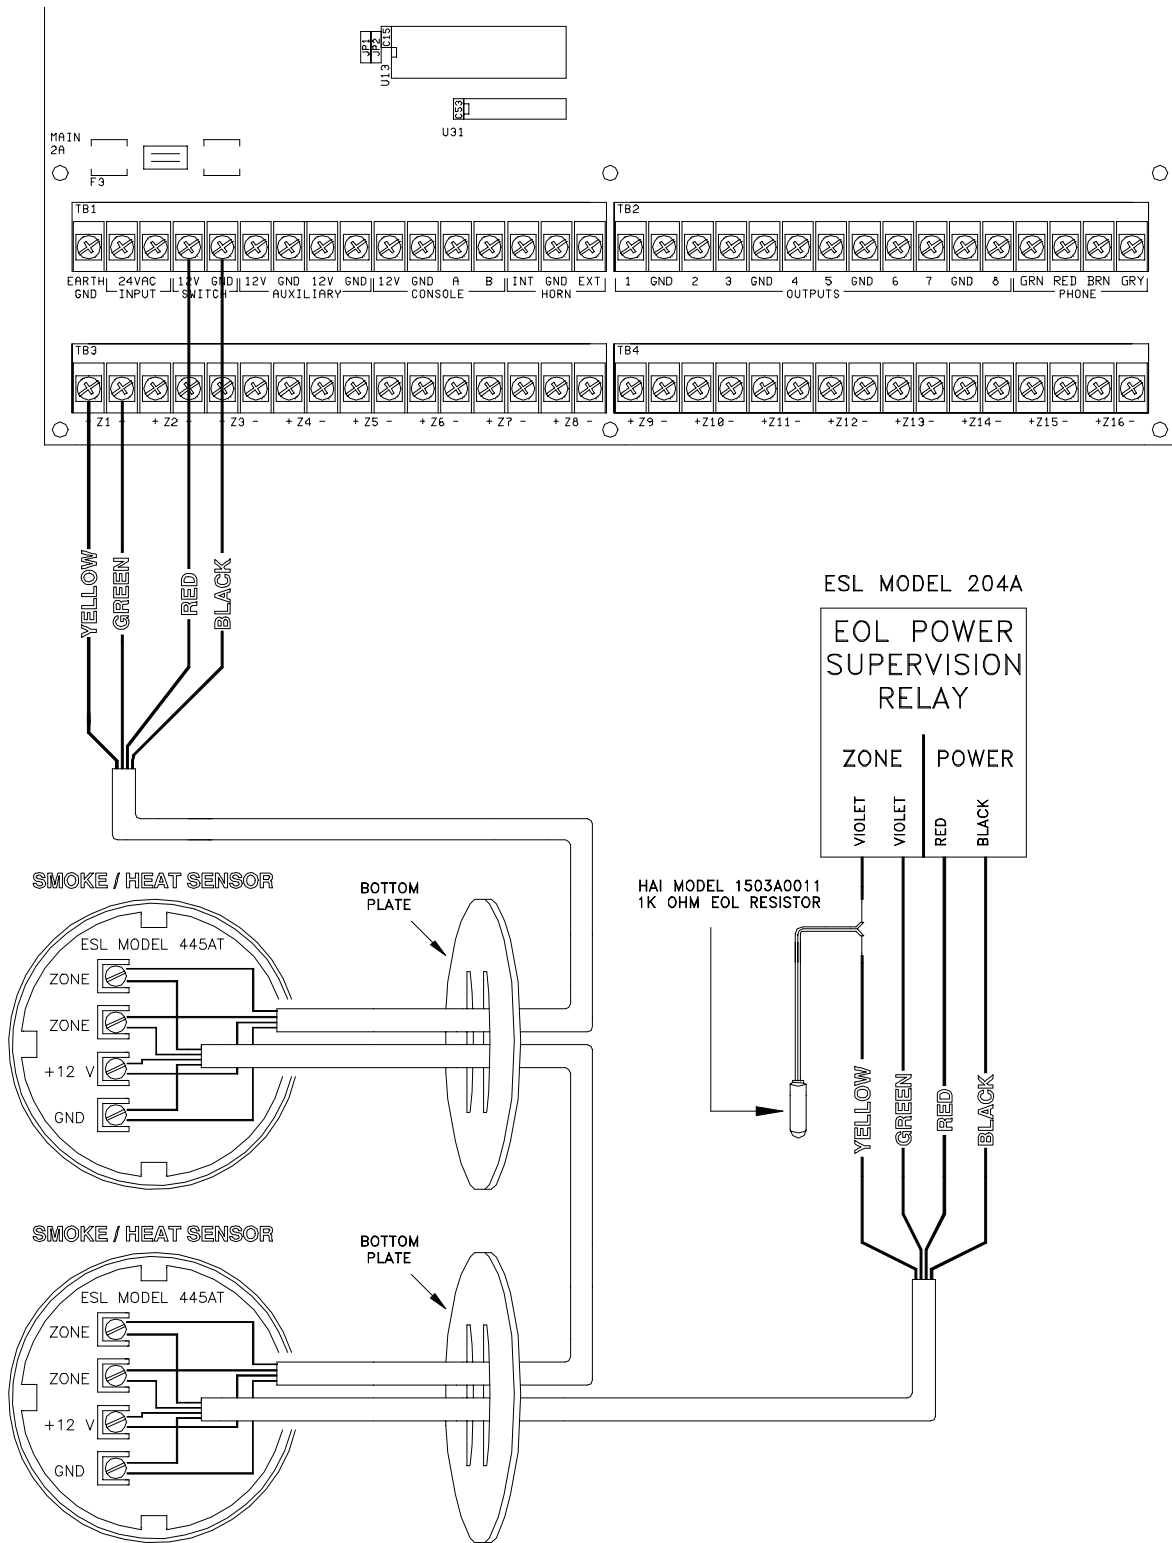 JP1
JP2
C15
U13
C53
U31
MAIN
2A
F3
TB1
EARTH GND
24VAC INPUT
12V GND SWITCH
12V GND 12V GND AUXILIARY
12V GND A B CONSOLE
INT GND EXT HORN
TB2
1 GND 2 3 GND 4 5 GND 6 7 GND 8
OUTPUTS
GRN RED BRN GRY
PHONE
TB3
+ Z1 - + Z2 - + Z3 - + Z4 - + Z5 - + Z6 - + Z7 - + Z8 -
TB4
+ Z9 - +Z10 - +Z11 - +Z12 - +Z13 - +Z14 - +Z15 - +Z16 -
YELLOW
GREEN
RED
BLACK
ESL MODEL 204A
EOL POWER
SUPERVISION
RELAY
ZONE
POWER
VIOLET
VIOLET
RED
BLACK
HAI MODEL 1503A0011
1K OHM EOL RESISTOR
YELLOW
GREEN
RED
BLACK
SMOKE / HEAT SENSOR
BOTTOM
PLATE
ESL MODEL 445AT
ZONE
ZONE
+12 V
GND
SMOKE / HEAT SENSOR
BOTTOM
PLATE
ESL MODEL 445AT
ZONE
ZONE
+12 V
GND